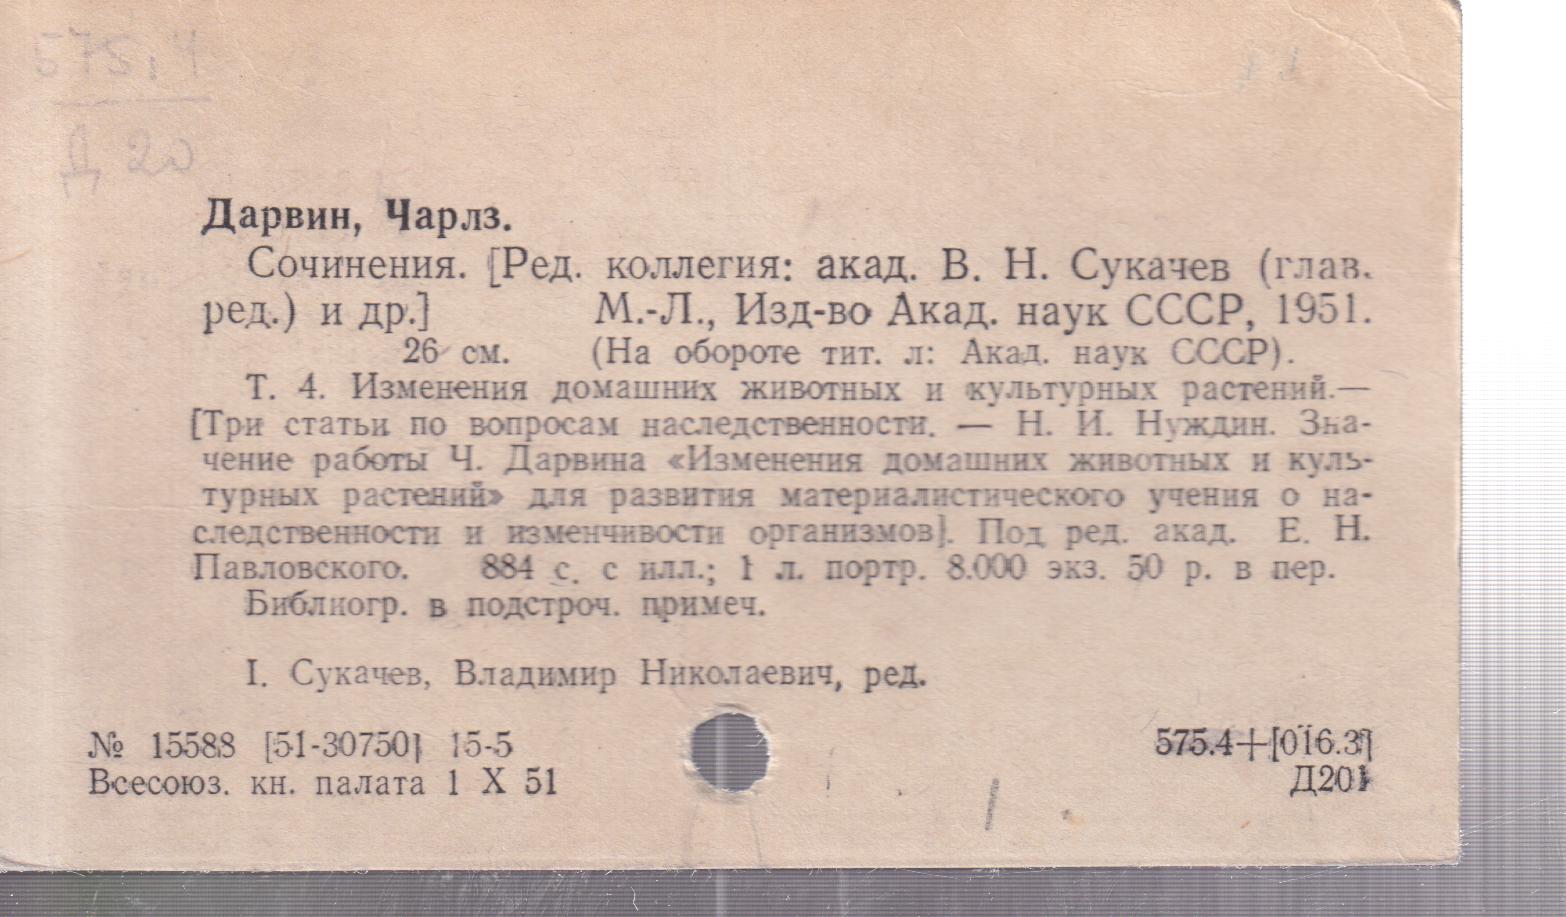 575.4
Д 20
Дарвин, Чарлз.
Сочинения. [Ред. коллегия: акад. В. Н. Сукачев (глав.
ред.) и др.] М.-Л., Изд-во Акад. наук СССР, 1951.
26 см. (На обороте тит. л: Акад. наук СССР).
Т. 4. Изменения домашних животных и культурных растений.—
[Три статьи по вопросам наследственности. — Н. И. Нуждин. Зна-
чение работы Ч. Дарвина «Изменения домашних животных и куль-
турных растений» для развития материалистического учения о на-
следственности и изменчивости организмов]. Под ред. акад. Е. Н.
Павловского. 884 с. с илл.; 1 л. портр. 8.000 экз. 50 р. в пер.
Библиогр. в подстроч. примеч.
I. Сукачев, Владимир Николаевич, ред.
№ 15588 [51-30750] 15-5 575.4+[016.3]
Всесоюз. кн. палата 1 X 51 Д201